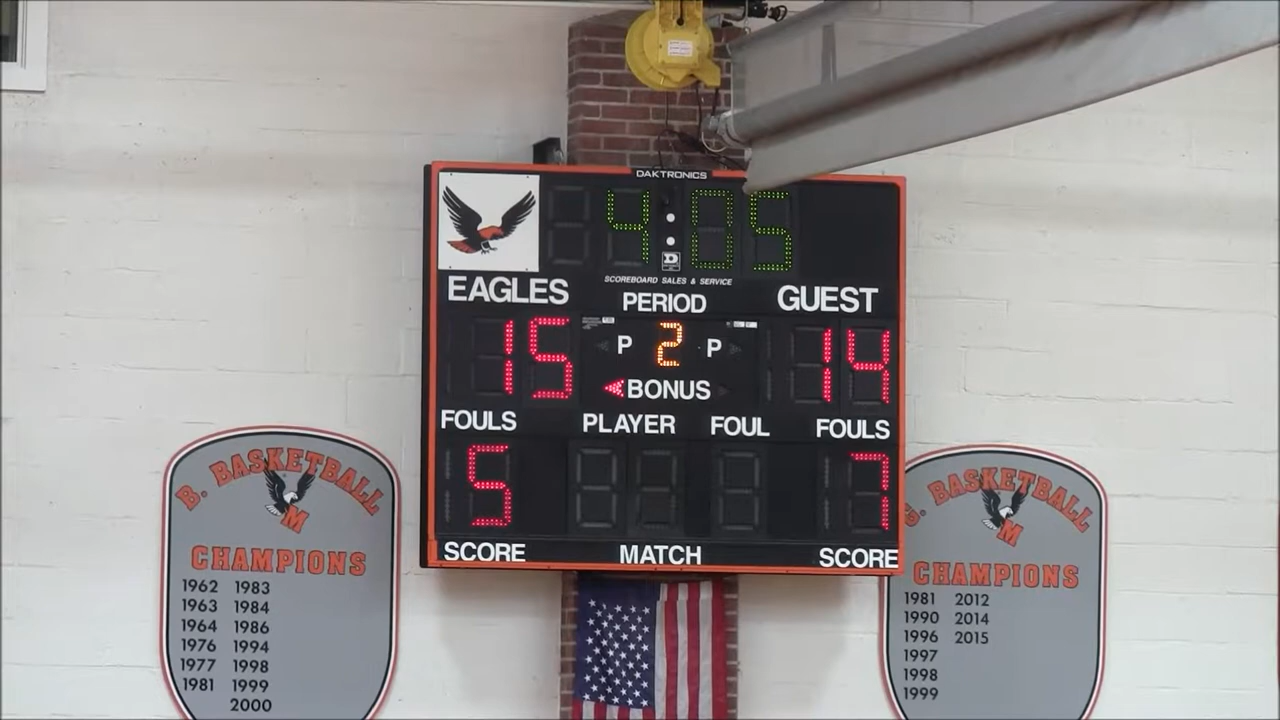 DAKTRONICS
4:05
D
SCOREBOARD SALES & SERVICE
EAGLES PERIOD GUEST
15 P 2 P 14
BONUS
FOULS PLAYER FOUL FOULS
5 7
SCORE MATCH SCORE
B. BASKETBALL
M
CHAMPIONS
1962 1983
1963 1984
1964 1986
1976 1994
1977 1998
1981 1999
2000
G. BASKETBALL
M
CHAMPIONS
1981 2012
1990 2014
1996 2015
1997
1998
1999